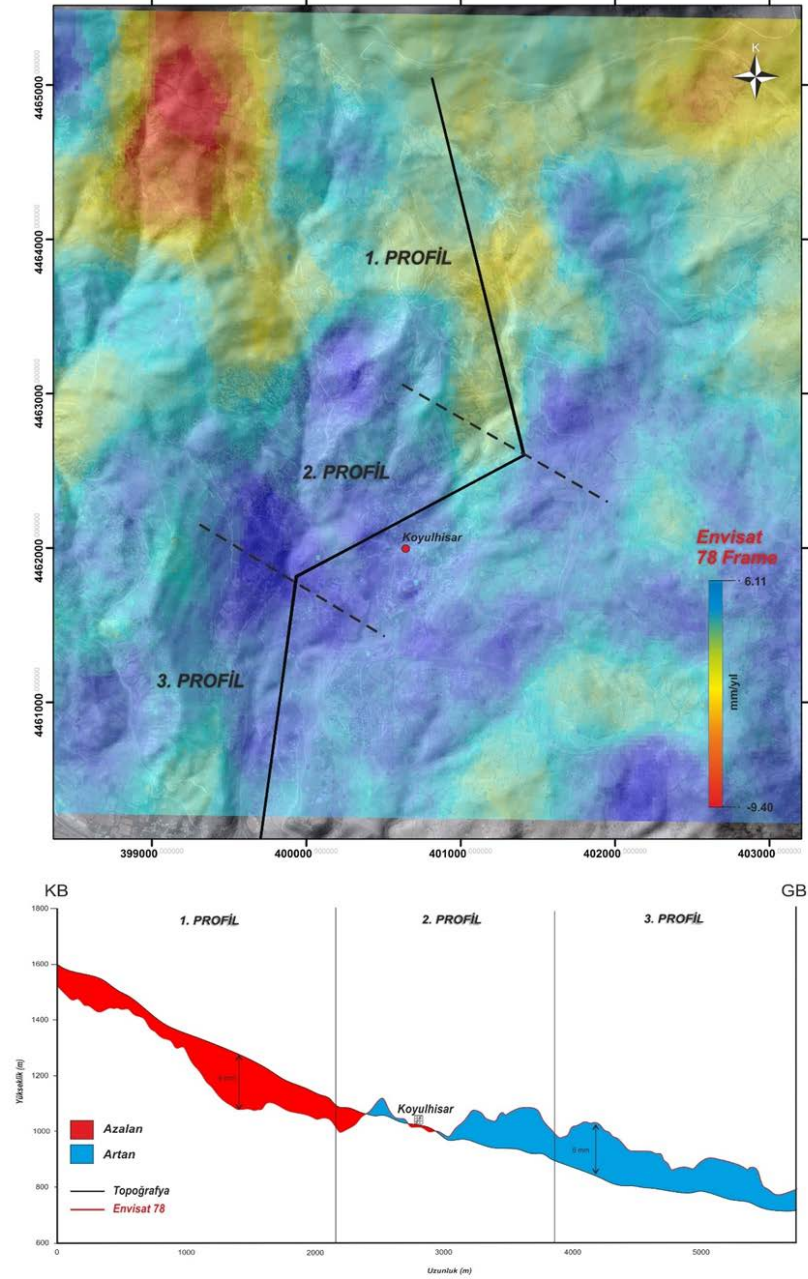 K
4465000
4464000
4463000
4462000
4461000
1. PROFİL
2. PROFİL
3. PROFİL
Koyulhisar
Envisat
78 Frame
6.11
mm/yıl
-9.40
399000
400000
401000
402000
403000
KB
GB
1. PROFİL
2. PROFİL
3. PROFİL
1800
1600
1400
1200
1000
800
600
Yükseklik (m)
Koyulhisar
Azalan
Artan
Topoğrafya
Envisat 78
0
1000
2000
3000
4000
5000
Uzunluk (m)